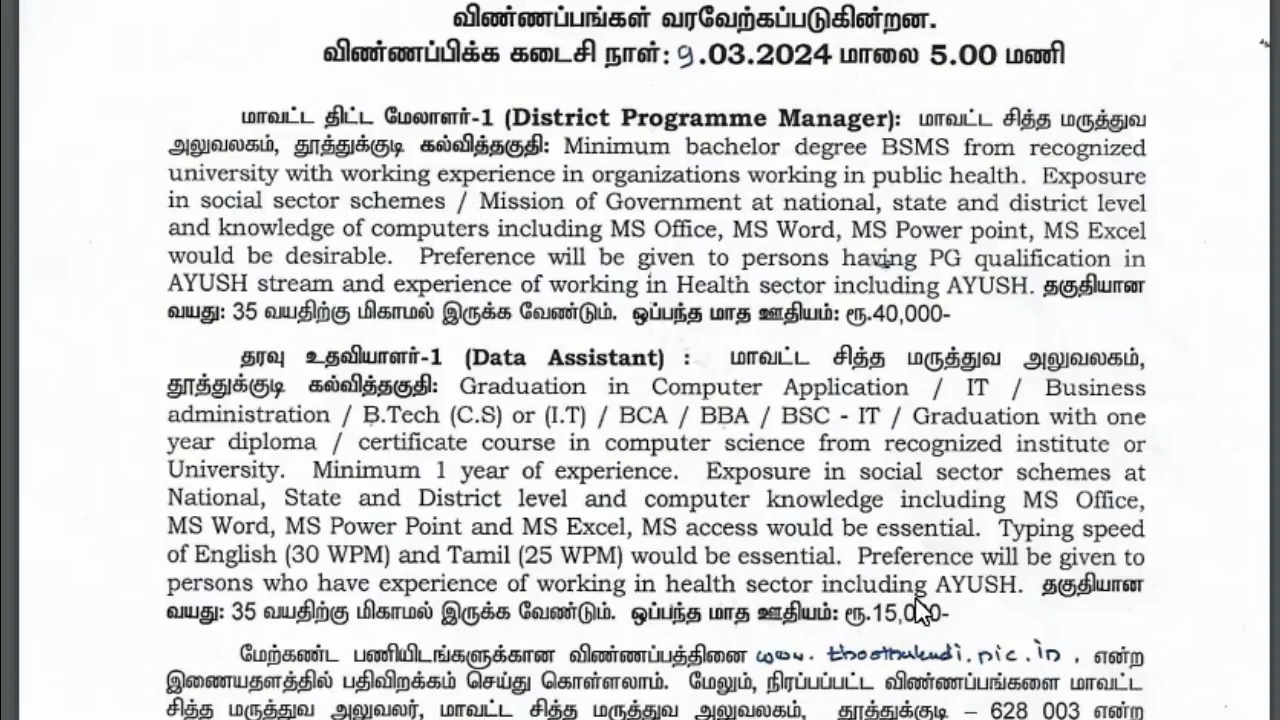 விண்ணப்பங்கள் வரவேற்கப்படுகின்றன.
விண்ணப்பிக்க கடைசி நாள்: 9.03.2024 மாலை 5.00 மணி
மாவட்ட திட்ட மேலாளர்-1 (District Programme Manager): மாவட்ட சித்த மருத்துவ
அலுவலகம், தூத்துக்குடி கல்வித்தகுதி: Minimum bachelor degree BSMS from recognized
university with working experience in organizations working in public health. Exposure
in social sector schemes / Mission of Government at national, state and district level
and knowledge of computers including MS Office, MS Word, MS Power point, MS Excel
would be desirable. Preference will be given to persons having PG qualification in
AYUSH stream and experience of working in Health sector including AYUSH. தகுதியான
வயது: 35 வயதிற்கு மிகாமல் இருக்க வேண்டும். ஒப்பந்த மாத ஊதியம்: ரூ.40,000-
தரவு உதவியாளர்-1 (Data Assistant) : மாவட்ட சித்த மருத்துவ அலுவலகம்,
தூத்துக்குடி கல்வித்தகுதி: Graduation in Computer Application / IT / Business
administration / B.Tech (C.S) or (I.T) / BCA / BBA / BSC - IT / Graduation with one
year diploma / certificate course in computer science from recognized institute or
University. Minimum 1 year of experience. Exposure in social sector schemes at
National, State and District level and computer knowledge including MS Office,
MS Word, MS Power Point and MS Excel, MS access would be essential. Typing speed
of English (30 WPM) and Tamil (25 WPM) would be essential. Preference will be given to
persons who have experience of working in health sector including AYUSH. தகுதியான
வயது: 35 வயதிற்கு மிகாமல் இருக்க வேண்டும். ஒப்பந்த மாத ஊதியம்: ரூ.15,000-
மேற்கண்ட பணியிடங்களுக்கான விண்ணப்பத்தினை www.thoothukudi.nic.in, என்ற
இணையதளத்தில் பதிவிறக்கம் செய்து கொள்ளலாம். மேலும், நிரப்பப்பட்ட விண்ணப்பங்களை மாவட்ட
சித்த மருத்துவ அலுவலர், மாவட்ட சித்த மருத்துவ அலுவலகம், தூத்துக்குடி – 628 003 என்ற